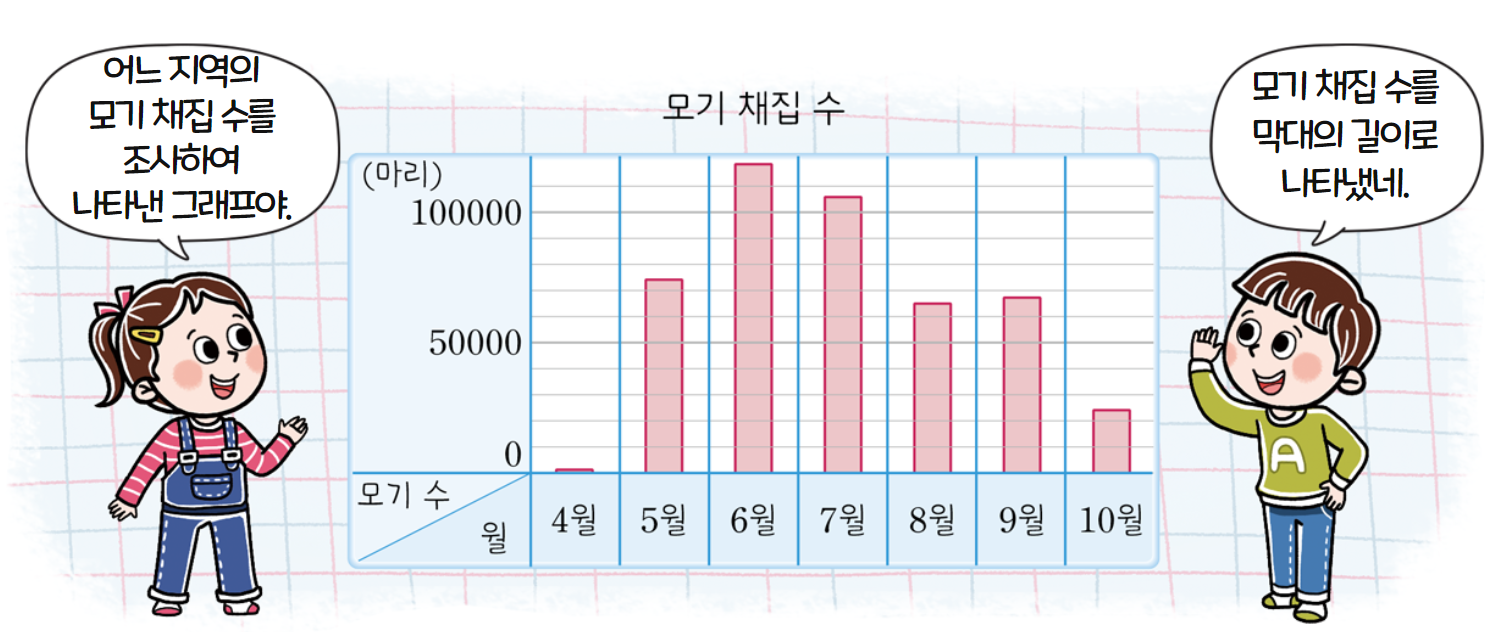 어느 지역의
모기 채집 수를
조사하여
나타낸 그래프야.
모기 채집 수를
막대의 길이로
나타냈네.
모기 채집 수
(마리)
100000
50000
0
모기 수
월
4월 5월 6월 7월 8월 9월 10월
A